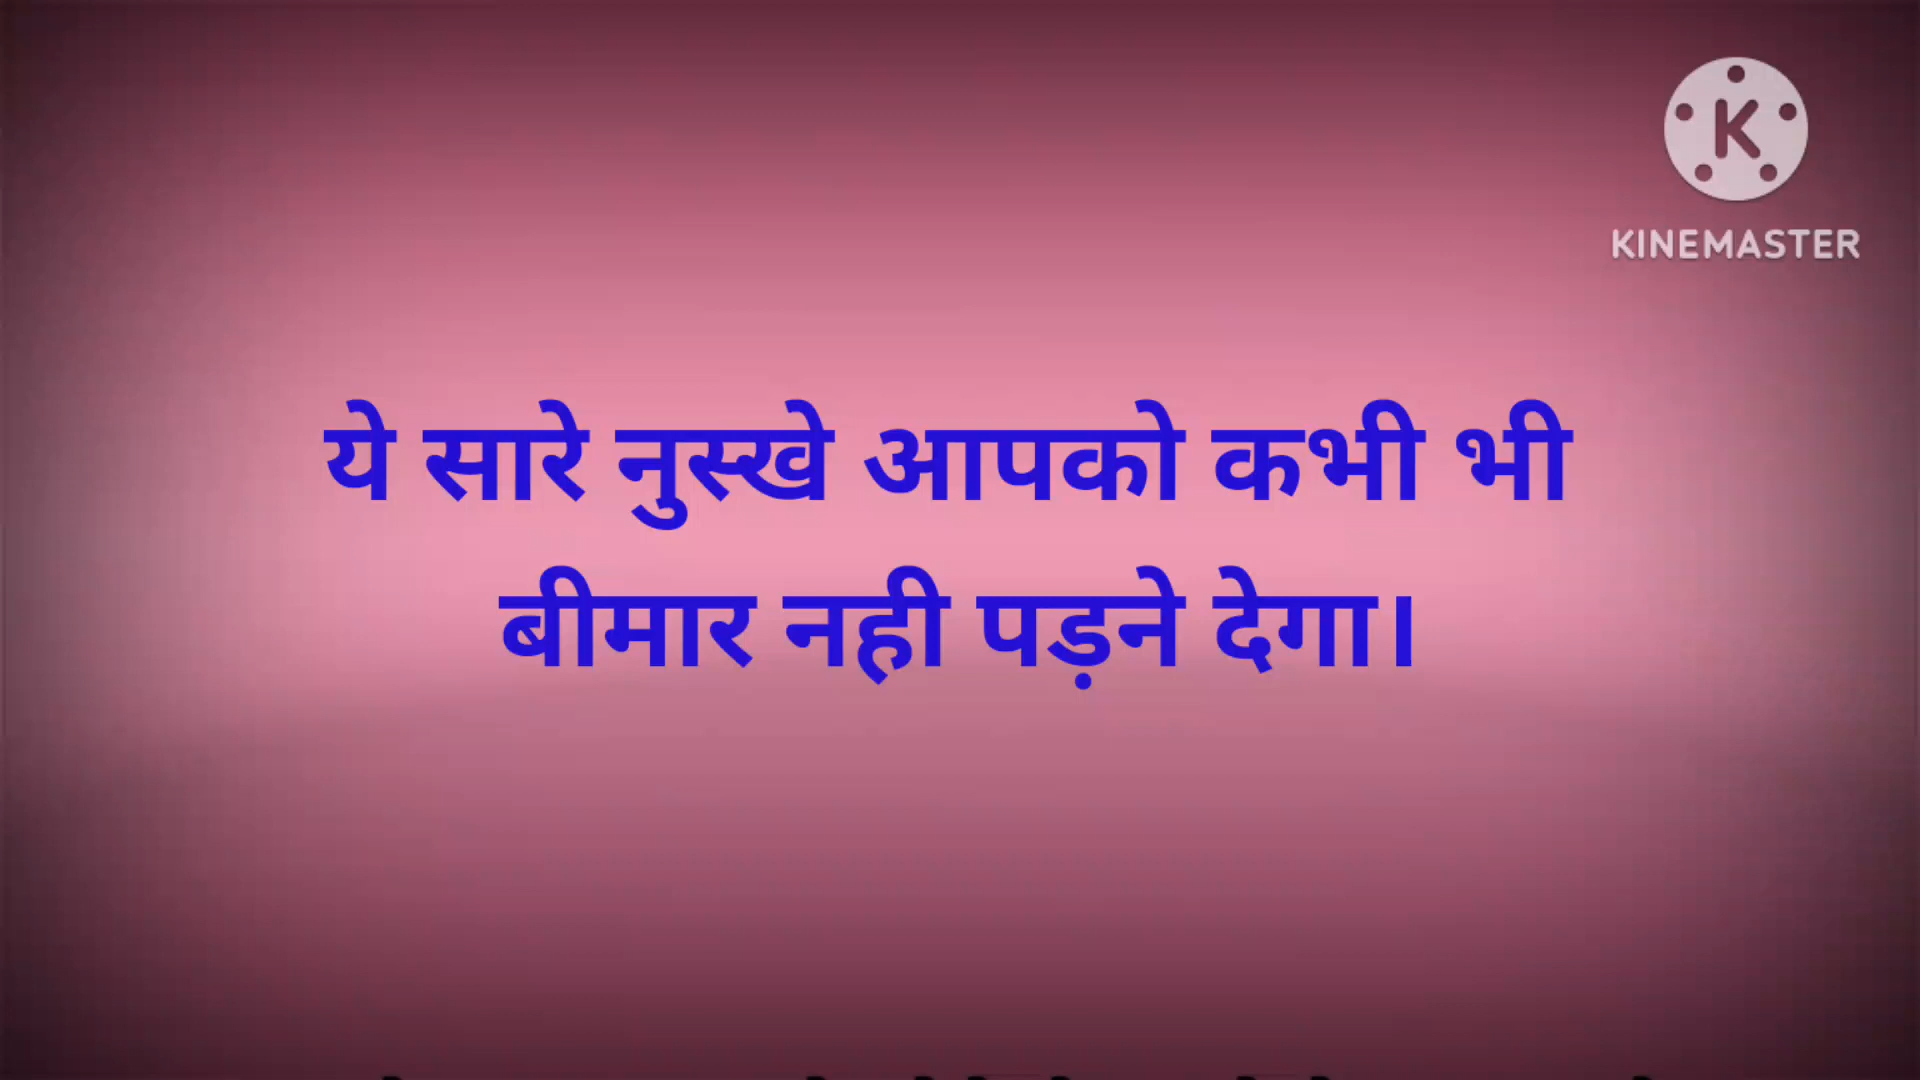 KINEMASTER
ये सारे नुस्खे आपको कभी भी
बीमार नही पड़ने देगा।